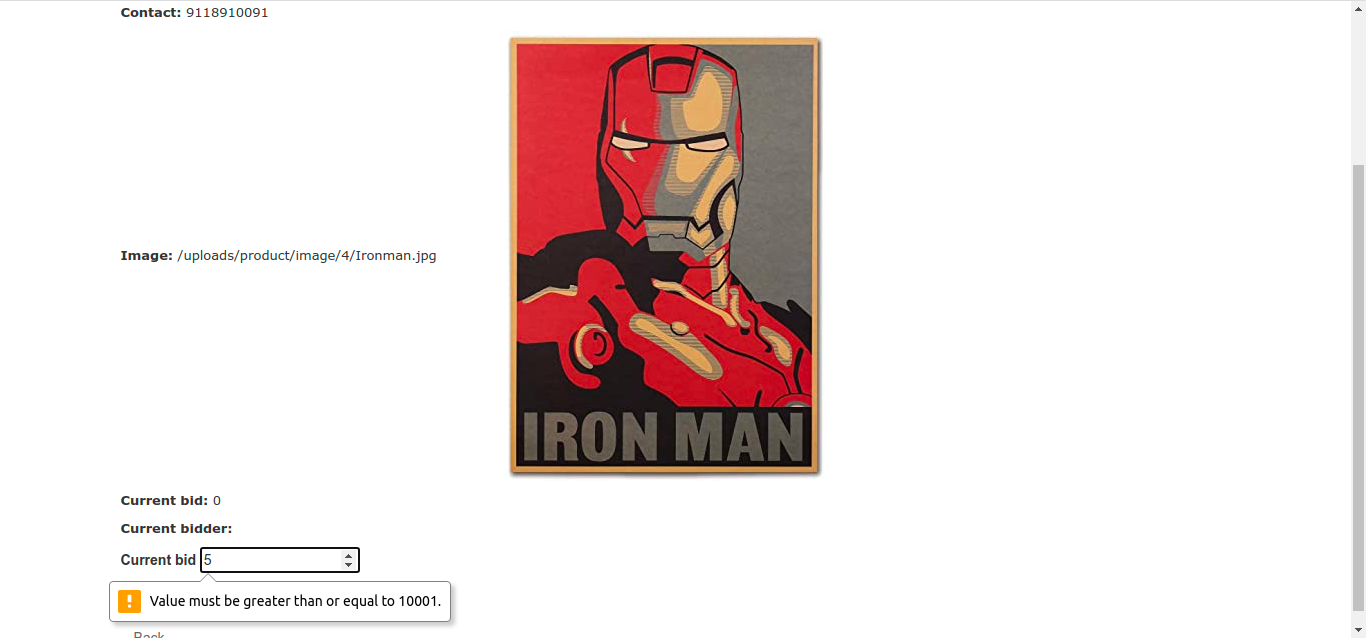 Contact: 9118910091
IRON MAN
Image: /uploads/product/image/4/Ironman.jpg
Current bid: 0
Current bidder:
Current bid 5
Value must be greater than or equal to 10001.
Back